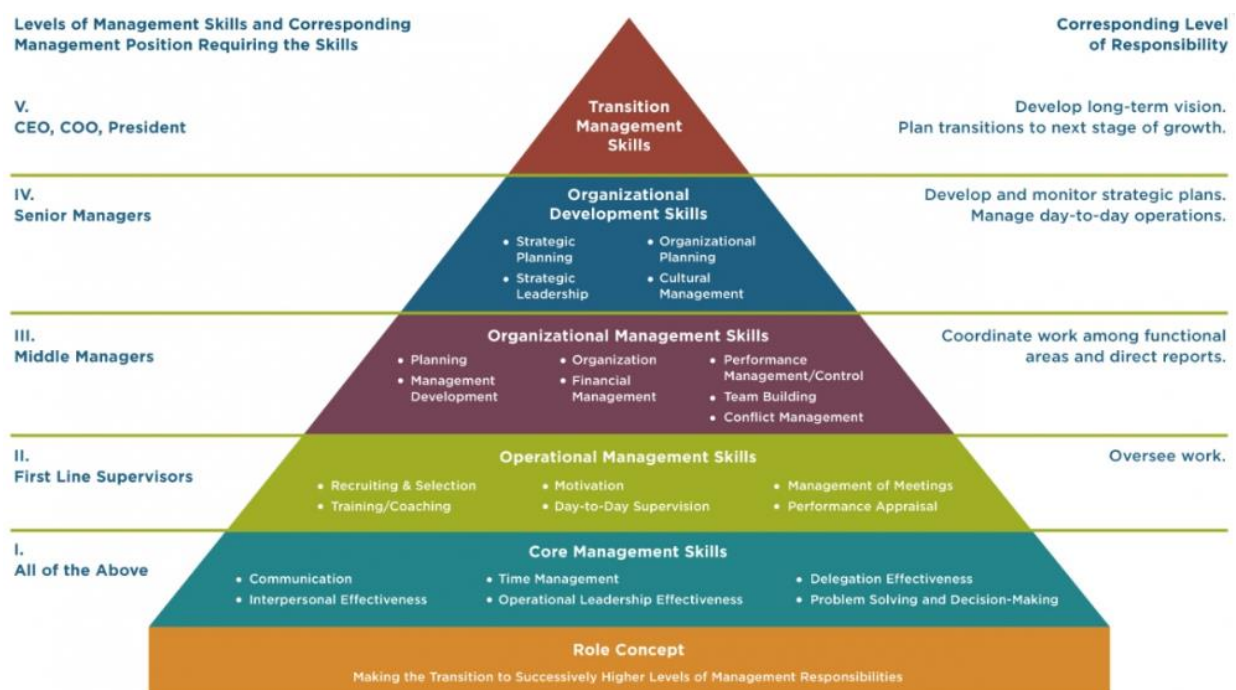 Levels of Management Skills and Corresponding
Management Position Requiring the Skills
Corresponding Level
of Responsibility
V.
CEO, COO, President
Transition
Management
Skills
Develop long-term vision.
Plan transitions to next stage of growth.
IV.
Senior Managers
Organizational
Development Skills
• Strategic
Planning
• Strategic
Leadership
• Organizational
Planning
• Cultural
Management
Develop and monitor strategic plans.
Manage day-to-day operations.
III.
Middle Managers
Organizational Management Skills
• Planning
• Management
Development
• Organization
• Financial
Management
• Performance
Management/Control
• Team Building
• Conflict Management
Coordinate work among functional
areas and direct reports.
II.
First Line Supervisors
Operational Management Skills
• Recruiting & Selection
• Training/Coaching
• Motivation
• Day-to-Day Supervision
• Management of Meetings
• Performance Appraisal
Oversee work.
I.
All of the Above
Core Management Skills
• Communication
• Interpersonal Effectiveness
• Time Management
• Operational Leadership Effectiveness
• Delegation Effectiveness
• Problem Solving and Decision-Making
Role Concept
Making the Transition to Successively Higher Levels of Management Responsibilities